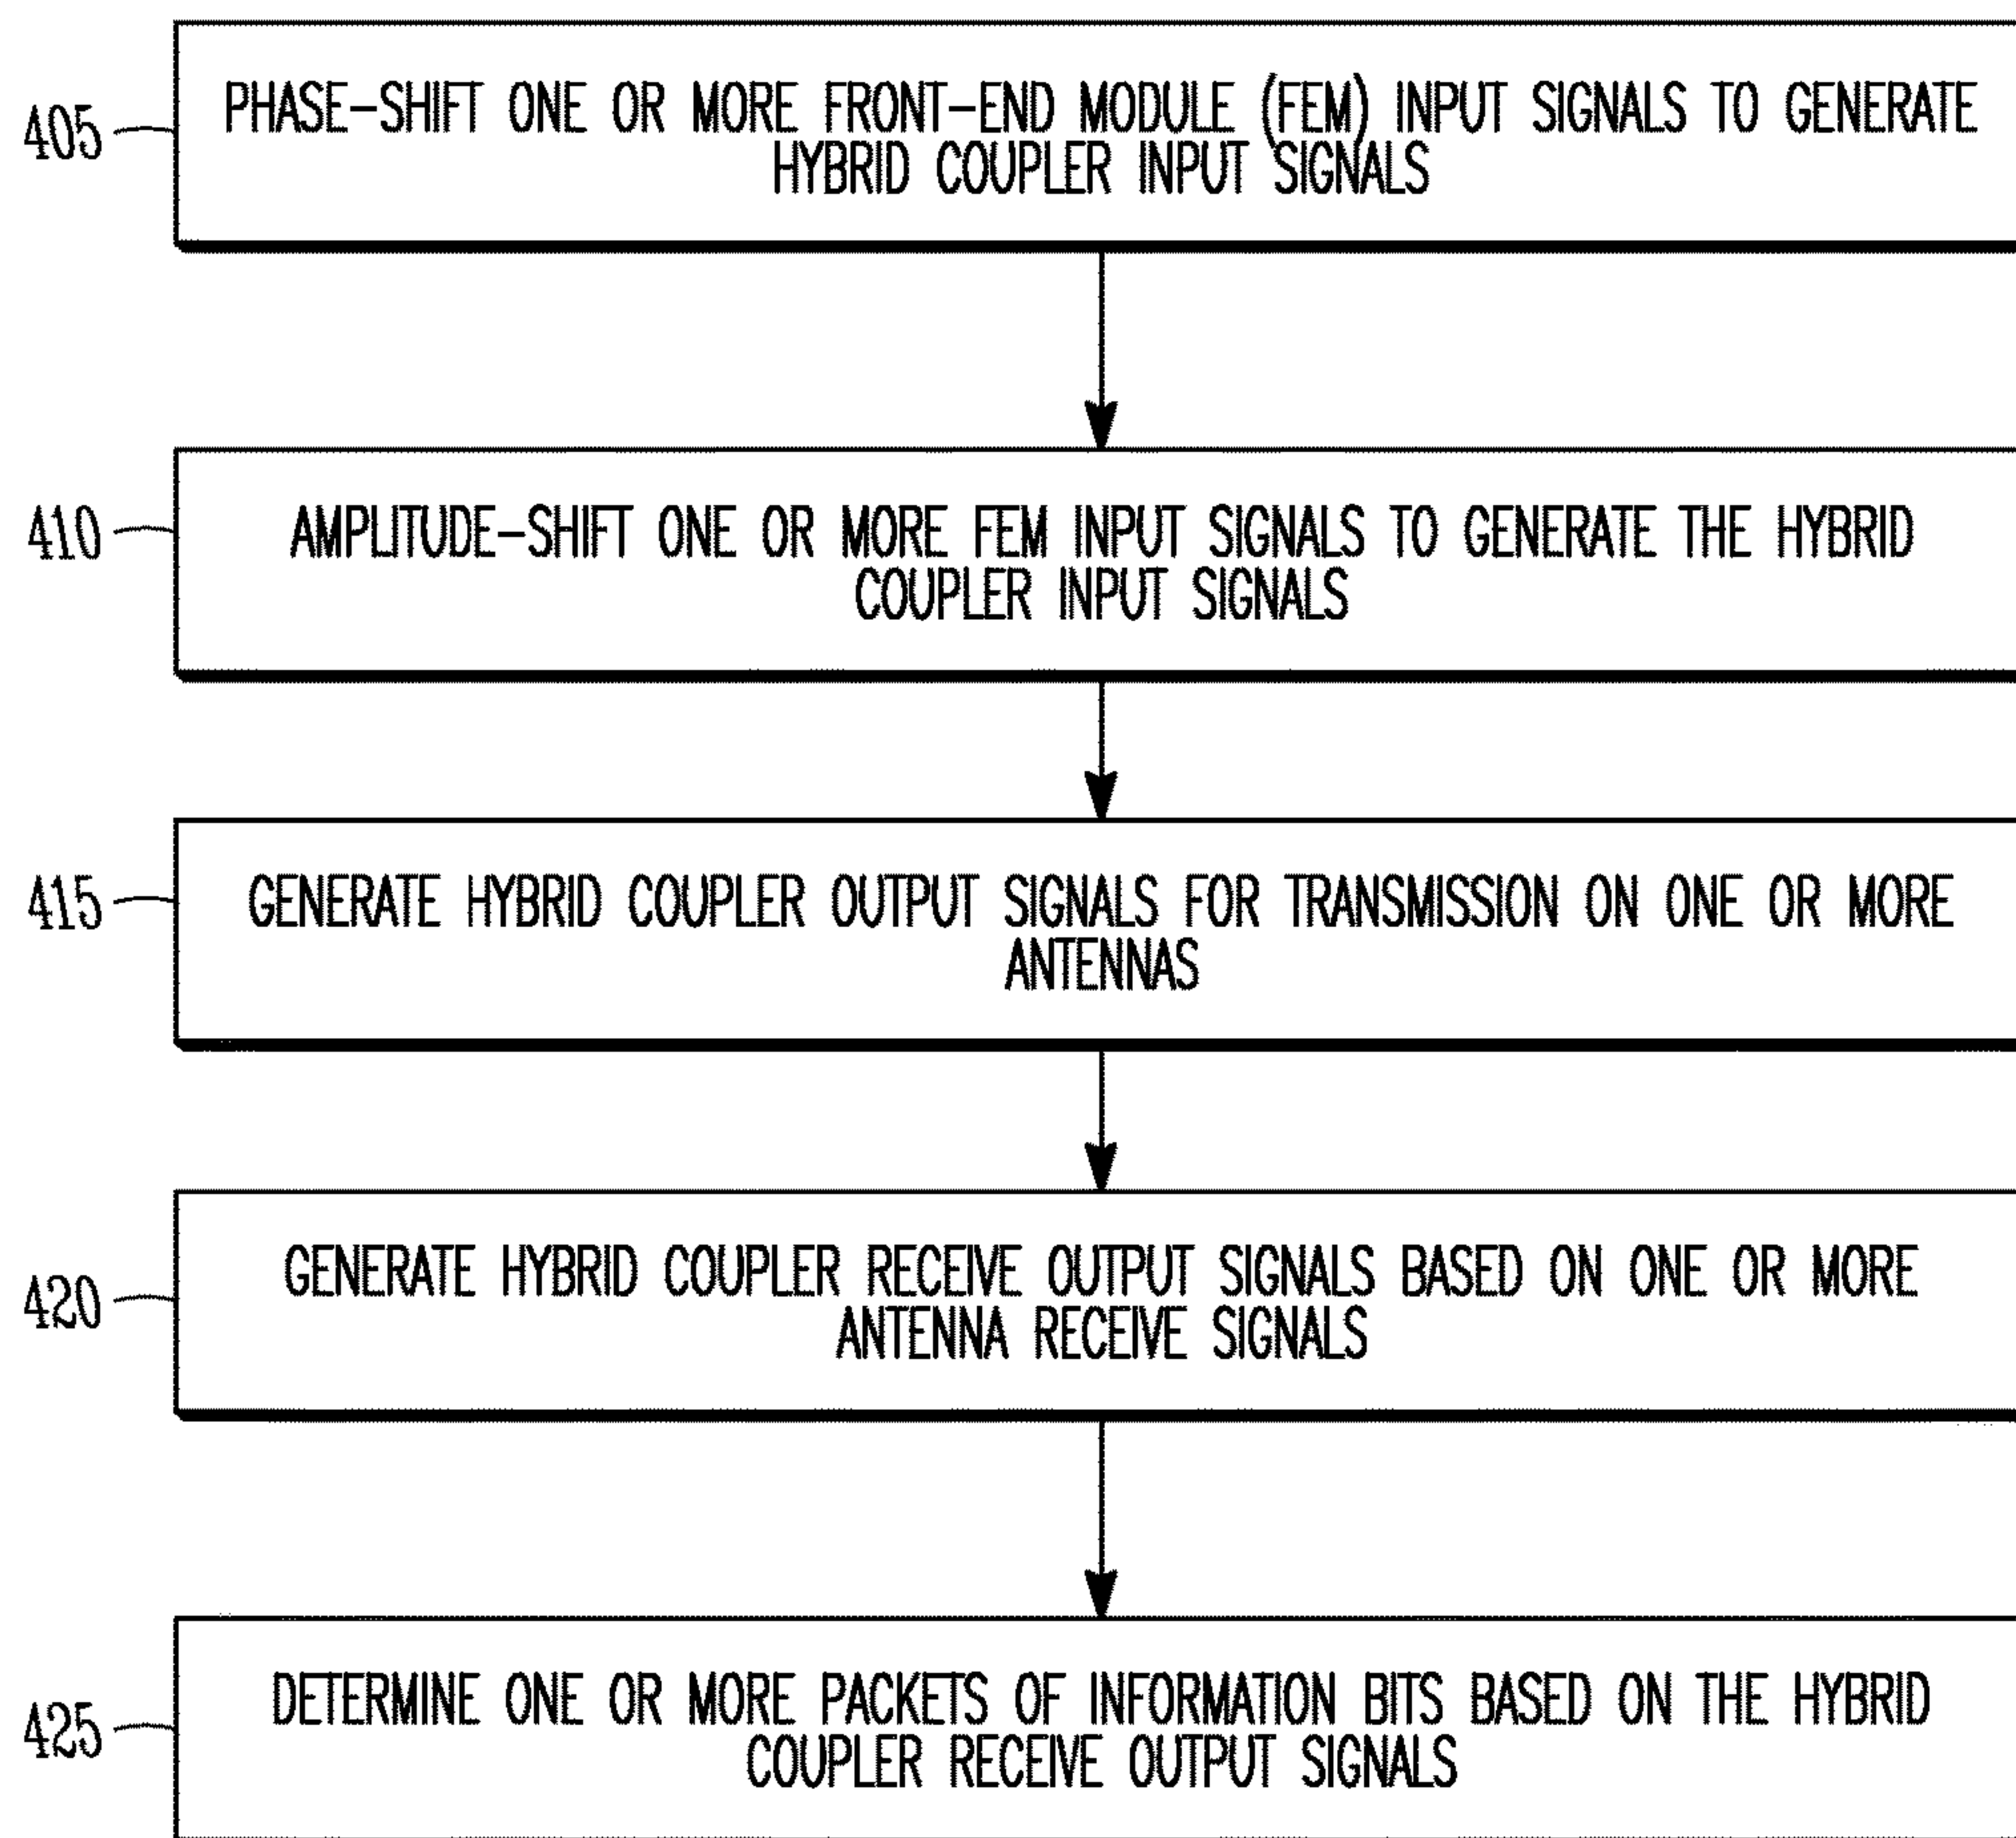 405
PHASE-SHIFT ONE OR MORE FRONT-END MODULE (FEM) INPUT SIGNALS TO GENERATE
HYBRID COUPLER INPUT SIGNALS
410
AMPLITUDE-SHIFT ONE OR MORE FEM INPUT SIGNALS TO GENERATE THE HYBRID
COUPLER INPUT SIGNALS
415
GENERATE HYBRID COUPLER OUTPUT SIGNALS FOR TRANSMISSION ON ONE OR MORE
ANTENNAS
420
GENERATE HYBRID COUPLER RECEIVE OUTPUT SIGNALS BASED ON ONE OR MORE
ANTENNA RECEIVE SIGNALS
425
DETERMINE ONE OR MORE PACKETS OF INFORMATION BITS BASED ON THE HYBRID
COUPLER RECEIVE OUTPUT SIGNALS